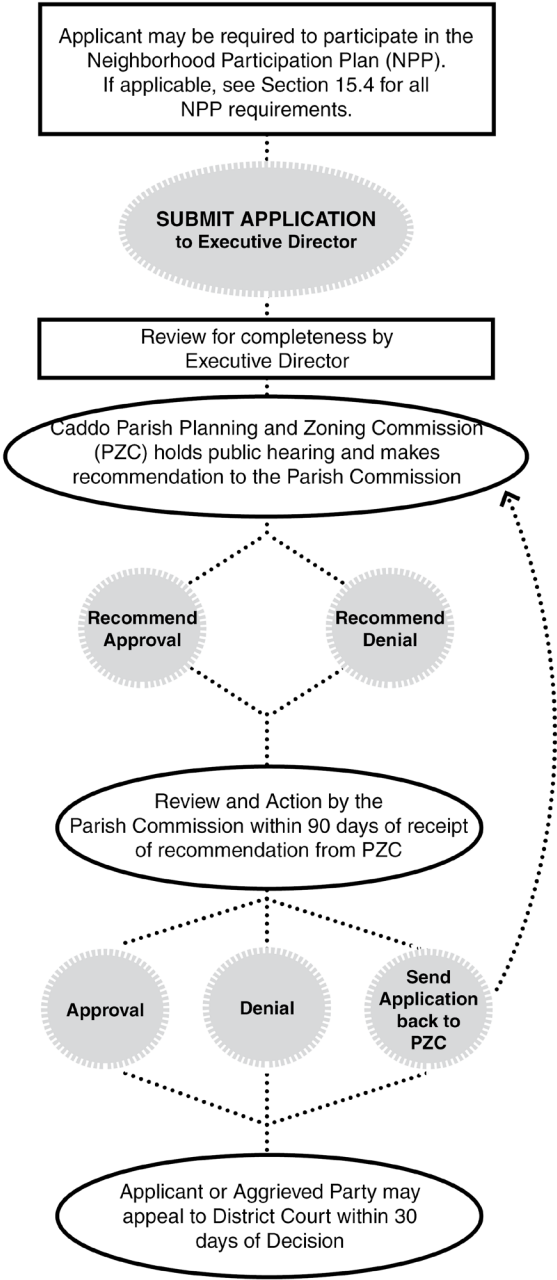 Applicant may be required to participate in the
Neighborhood Participation Plan (NPP).
If applicable, see Section 15.4 for all
NPP requirements.
SUBMIT APPLICATION
to Executive Director
Review for completeness by
Executive Director
Caddo Parish Planning and Zoning Commission
(PZC) holds public hearing and makes
recommendation to the Parish Commission
Recommend
Approval
Recommend
Denial
Review and Action by the
Parish Commission within 90 days of receipt
of recommendation from PZC
Approval
Denial
Send
Application
back to
PZC
Applicant or Aggrieved Party may
appeal to District Court within 30
days of Decision